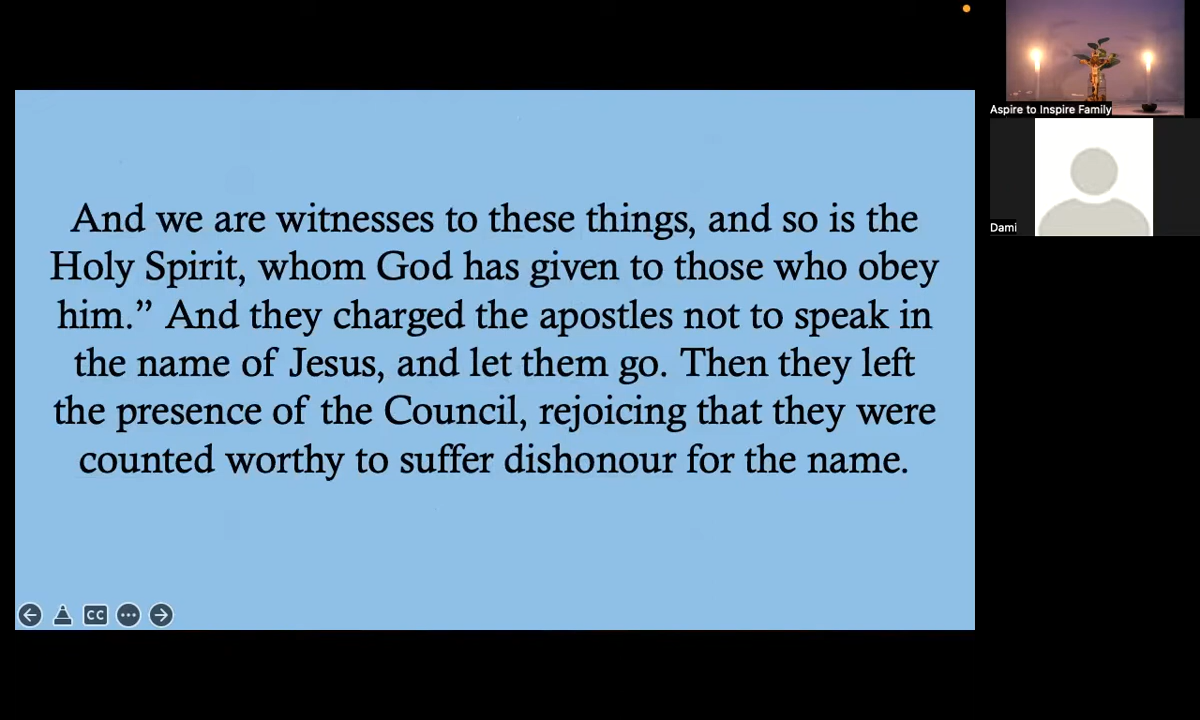 And we are witnesses to these things, and so is the
Holy Spirit, whom God has given to those who obey
him.” And they charged the apostles not to speak in
the name of Jesus, and let them go. Then they left
the presence of the Council, rejoicing that they were
counted worthy to suffer dishonour for the name.
CC
Aspire to Inspire Family
Dami